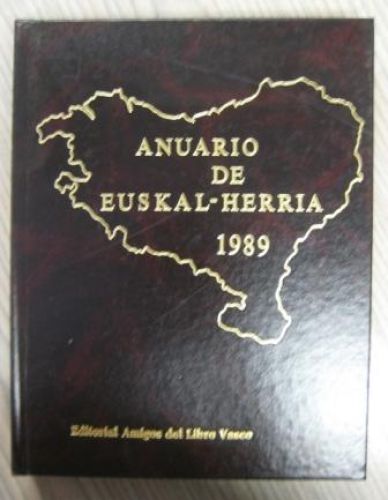 ANUARIO
DE
EUSKAL-HERRIA
1989
Editorial Amigos del Libro Vasco